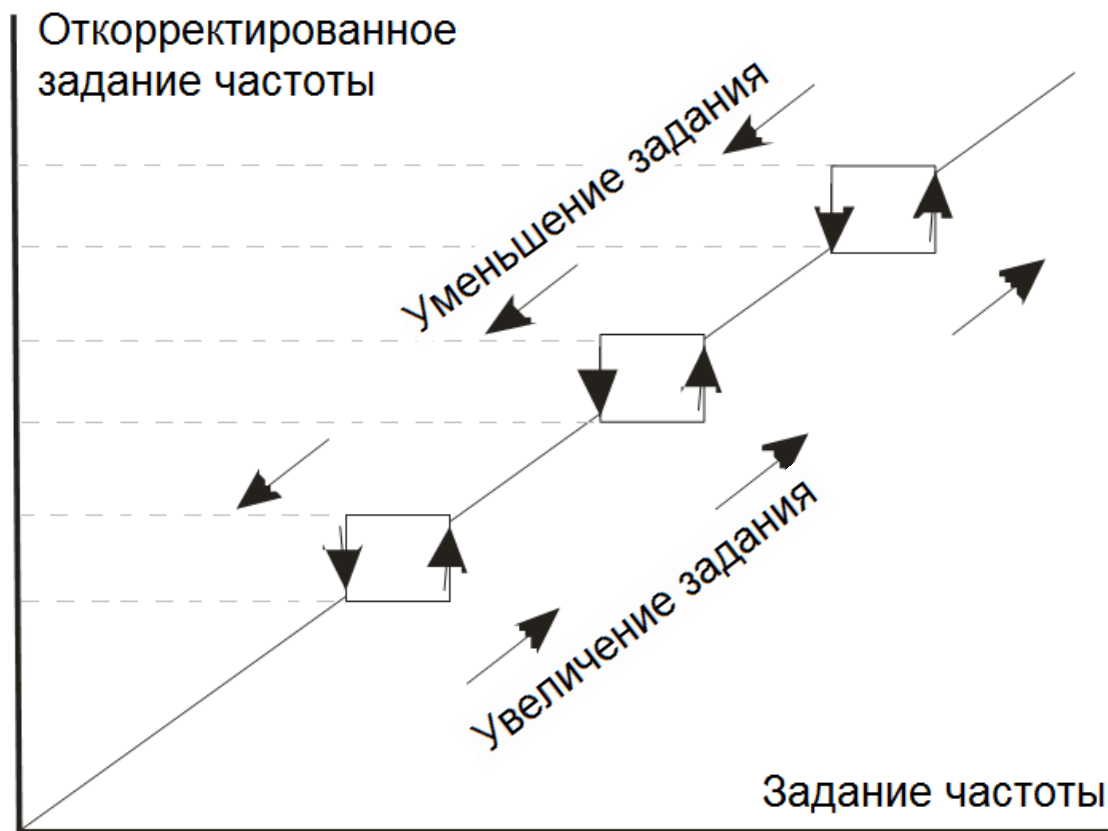 Откорректированное
задание частоты
Уменьшение задания
Увеличение задания
Задание частоты